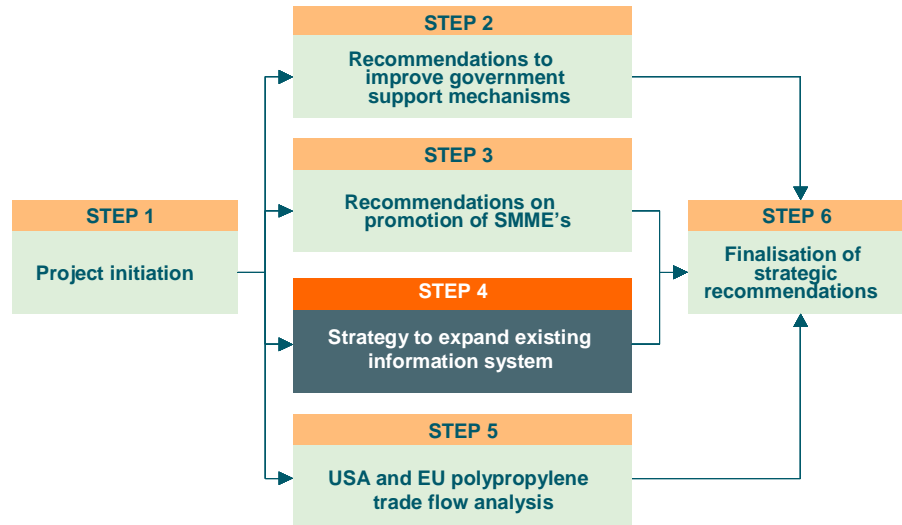 STEP 1
Project initiation
STEP 2
Recommendations to
improve government
support mechanisms
STEP 3
Recommendations on
promotion of SMME's
STEP 4
Strategy to expand existing
information system
STEP 5
USA and EU polypropylene
trade flow analysis
STEP 6
Finalisation of
strategic
recommendations